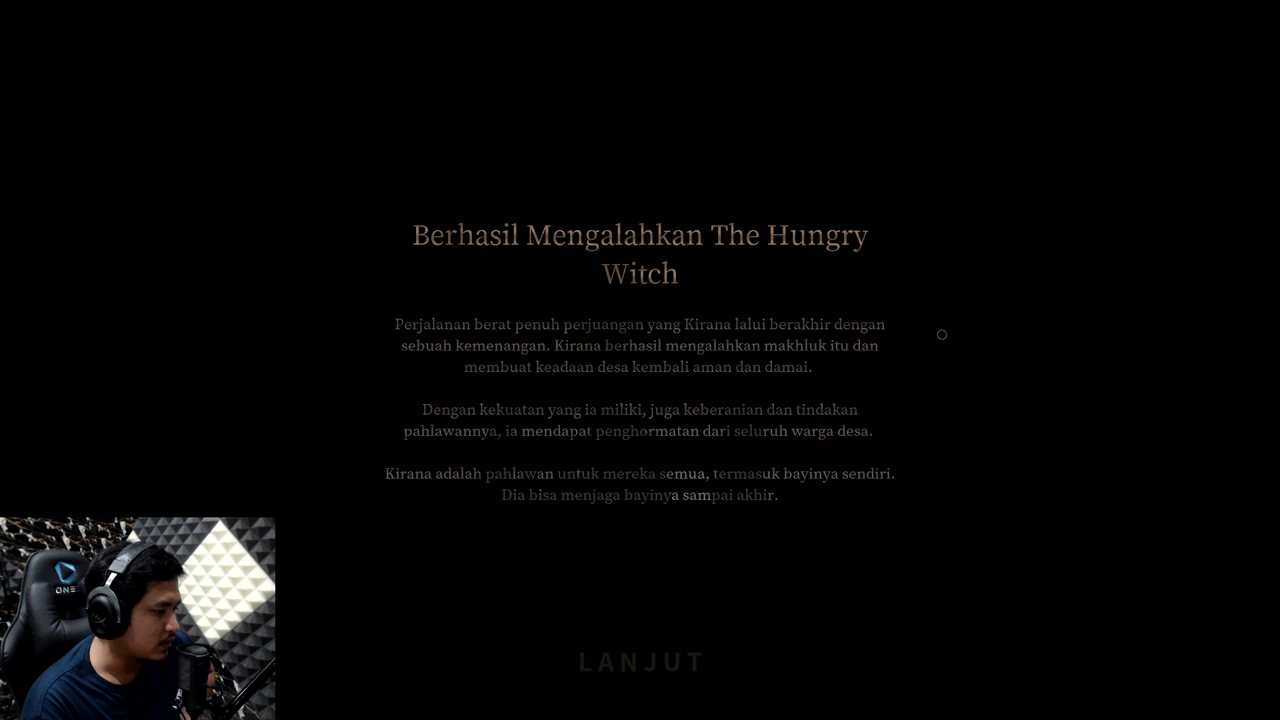 Berhasil Mengalahkan The Hungry
Witch
Perjalanan berat penuh perjuangan yang Kirana lalui berakhir dengan
sebuah kemenangan. Kirana berhasil mengalahkan makhluk itu dan
membuat keadaan desa kembali aman dan damai.
Dengan kekuatan yang ia miliki, juga keberanian dan tindakan
pahlawannya, ia mendapat penghormatan dari seluruh warga desa.
Kirana adalah pahlawan untuk mereka semua, termasuk bayinya sendiri.
Dia bisa menjaga bayinya sampai akhir.
ONE
LANJUT